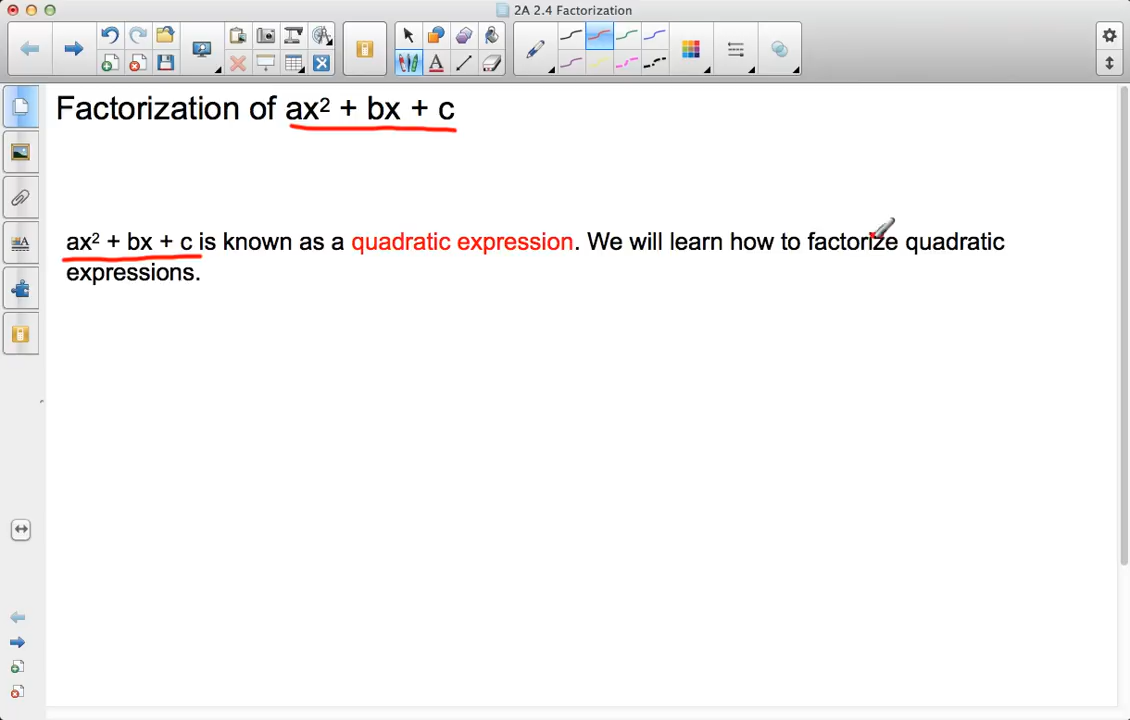 2A 2.4 Factorization
Factorization of ax² + bx + c
ax² + bx + c is known as a quadratic expression. We will learn how to factorize quadratic
expressions.